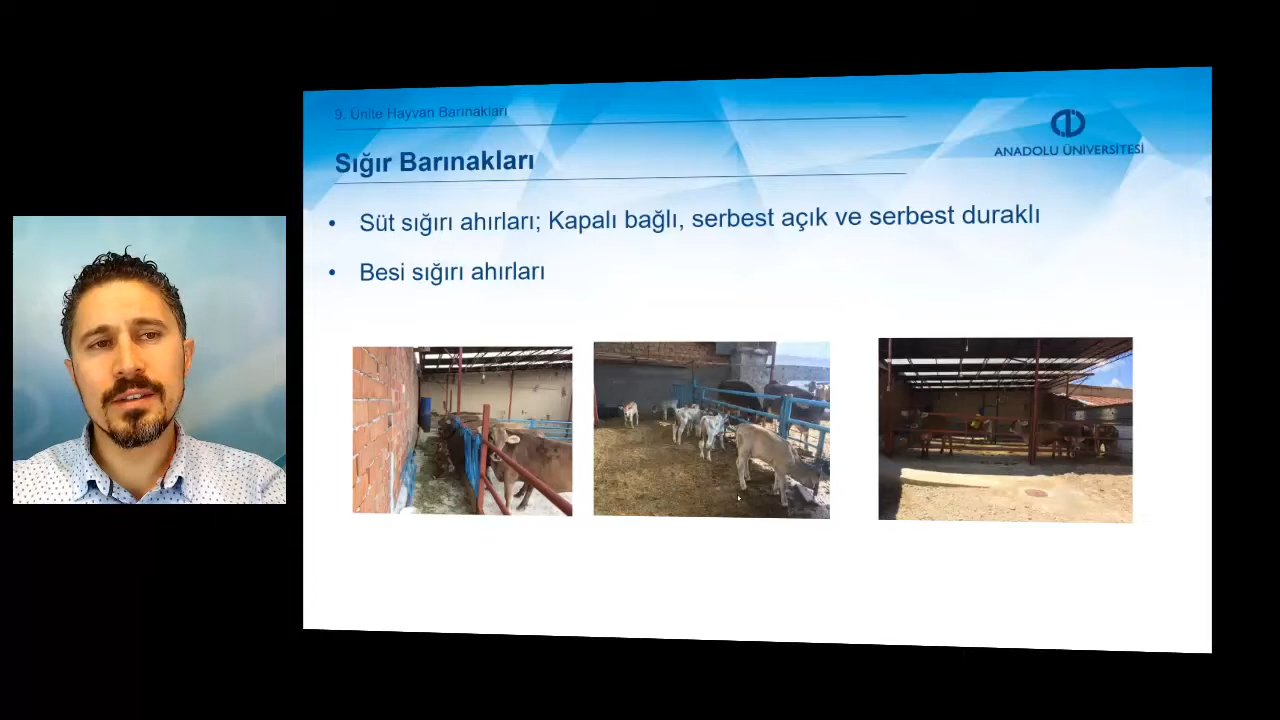 9. Ünite Hayvan Barınakları
ANADOLU ÜNİVERSİTESİ
Sığır Barınakları
• Süt sığırı ahırları; Kapalı bağlı, serbest açık ve serbest duraklı
• Besi sığırı ahırları